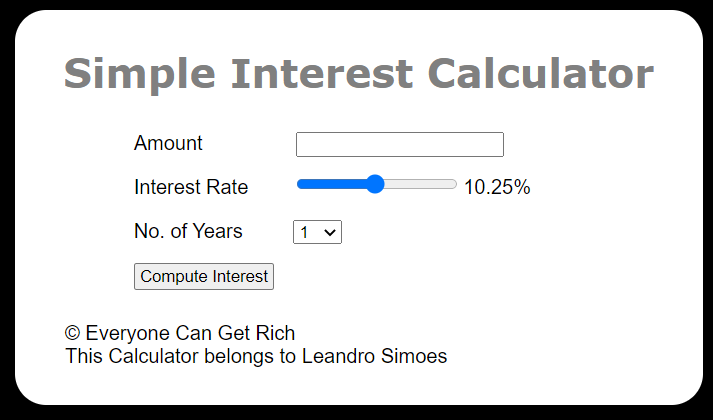 Simple Interest Calculator
Amount
Interest Rate 10.25%
No. of Years 1
Compute Interest
© Everyone Can Get Rich
This Calculator belongs to Leandro Simoes